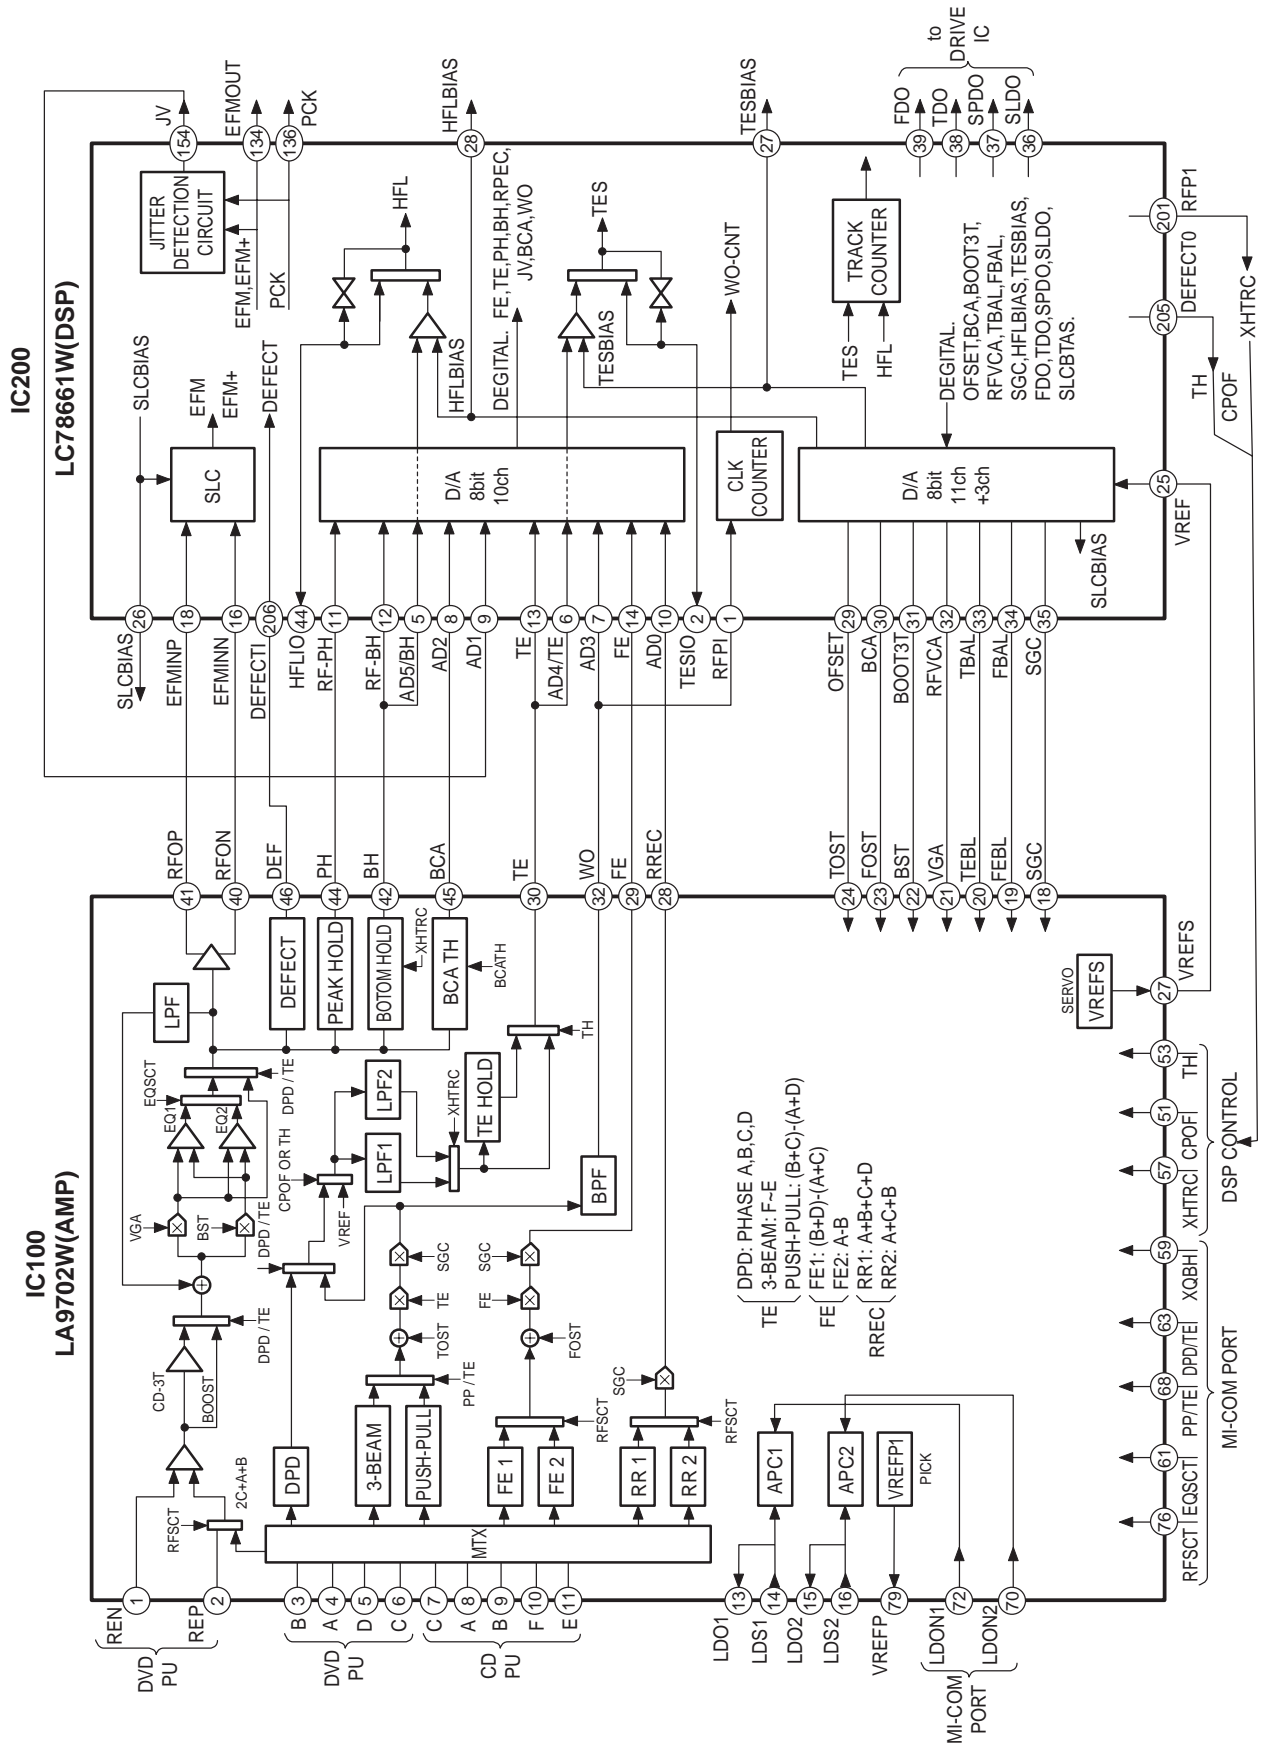 IC100
LA9702W(AMP)
IC200
LC78661W(DSP)
REN
1
REP
2
DVD
PU
B
3
A
4
D
5
C
6
DVD
PU
C
7
A
8
B
9
F
10
E
11
CD
PU
LDO1
13
LDS1
14
LDO2
15
LDS2
16
VREFP
79
LDON1
72
LDON2
70
MI-COM
PORT
RFSCT
2C+A+B
MTX
CD-3T
BOOST
DPD / TE
VGA
BST
DPD / TE
EQSCT
EQ1
EQ2
DPD / TE
LPF
DPD
3-BEAM
PUSH-PULL
FE 1
FE 2
RR 1
RR 2
PP / TE
TOST
TE
SGC
RFSCT
FOST
FE
SGC
RFSCT
SGC
CPOF OR TH
VREF
LPF1
LPF2
XHTRC
TE HOLD
TH
BPF
DEFECT
PEAK HOLD
BOTOM HOLD
XHTRC
BCA TH
BCATH
APC1
APC2
VREFP1
PICK
TE
DPD: PHASE A,B,C,D
3-BEAM: F~E
PUSH-PULL: (B+C)-(A+D)
FE
FE1: (B+D)-(A+C)
FE2: A-B
RREC
RR1: A+B+C+D
RR2: A+C+B
SERVO
VREFS
RFOP
41
RFON
40
DEF
46
PH
44
BH
42
BCA
45
TE
30
WO
32
FE
29
RREC
28
TOST
24
FOST
23
BST
22
VGA
21
TEBL
20
FEBL
19
SGC
18
76
RFSCT
61
EQSCTI
68
PP/TEI
63
DPD/TEI
59
XQBHI
MI-COM PORT
57
XHTRCI
51
CPOFI
53
THI
DSP CONTROL
27
VREFS
SLCBIAS
26
EFMINP
18
EFMINN
16
DEFECTI
206
HFLIO
44
RF-PH
11
RF-BH
12
AD5/BH
5
AD2
8
AD1
9
TE
13
AD4/TE
6
AD3
7
FE
14
AD0
10
TESIO
2
RFPI
1
OFSET
29
BCA
30
BOOT3T
31
RFVCA
32
TBAL
33
FBAL
34
SGC
35
SLCBIAS
SLC
EFM
EFM+
DEFECT
EFM,EFM+
PCK
JITTER
DETECTION
CIRCUIT
154
JV
134
EFMOUT
136
PCK
HFL
HFLBIAS
28
HFLBIAS
D/A
8bit
10ch
DEGITAL. FE,TE,PH,BH,RPEC,
JV,BCA,WO
TES
TESBIAS
27
TESBIAS
CLK
COUNTER
WO-CNT
TES
HFL
TRACK
COUNTER
D/A
8bit
11ch
+3ch
DEGITAL.
OFSET,BCA,BOOT3T,
RFVCA,TBAL,FBAL,
SGC,HFLBIAS,TESBIAS,
FDO,TDO,SPDO,SLDO,
SLCBTAS.
SLCBIAS
FDO
39
TDO
38
SPDO
37
SLDO
36
to
DRIVE
IC
25
VREF
205
DEFECT0
201
RFP1
TH
CPOF
XHTRC